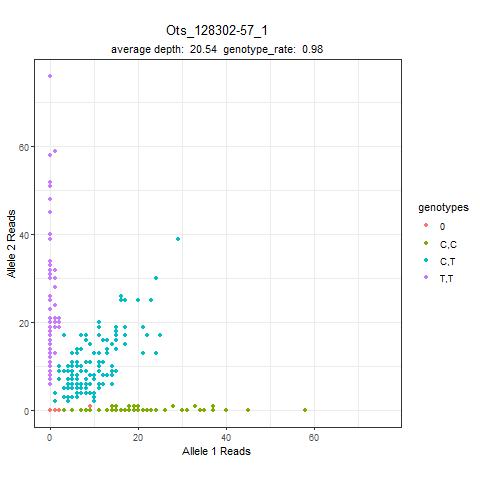 Ots_128302-57_1
average depth:  20.54  genotype_rate:  0.98
Allele 2 Reads
60
40
20
0
0
20
40
60
Allele 1 Reads
genotypes
0
C,C
C,T
T,T